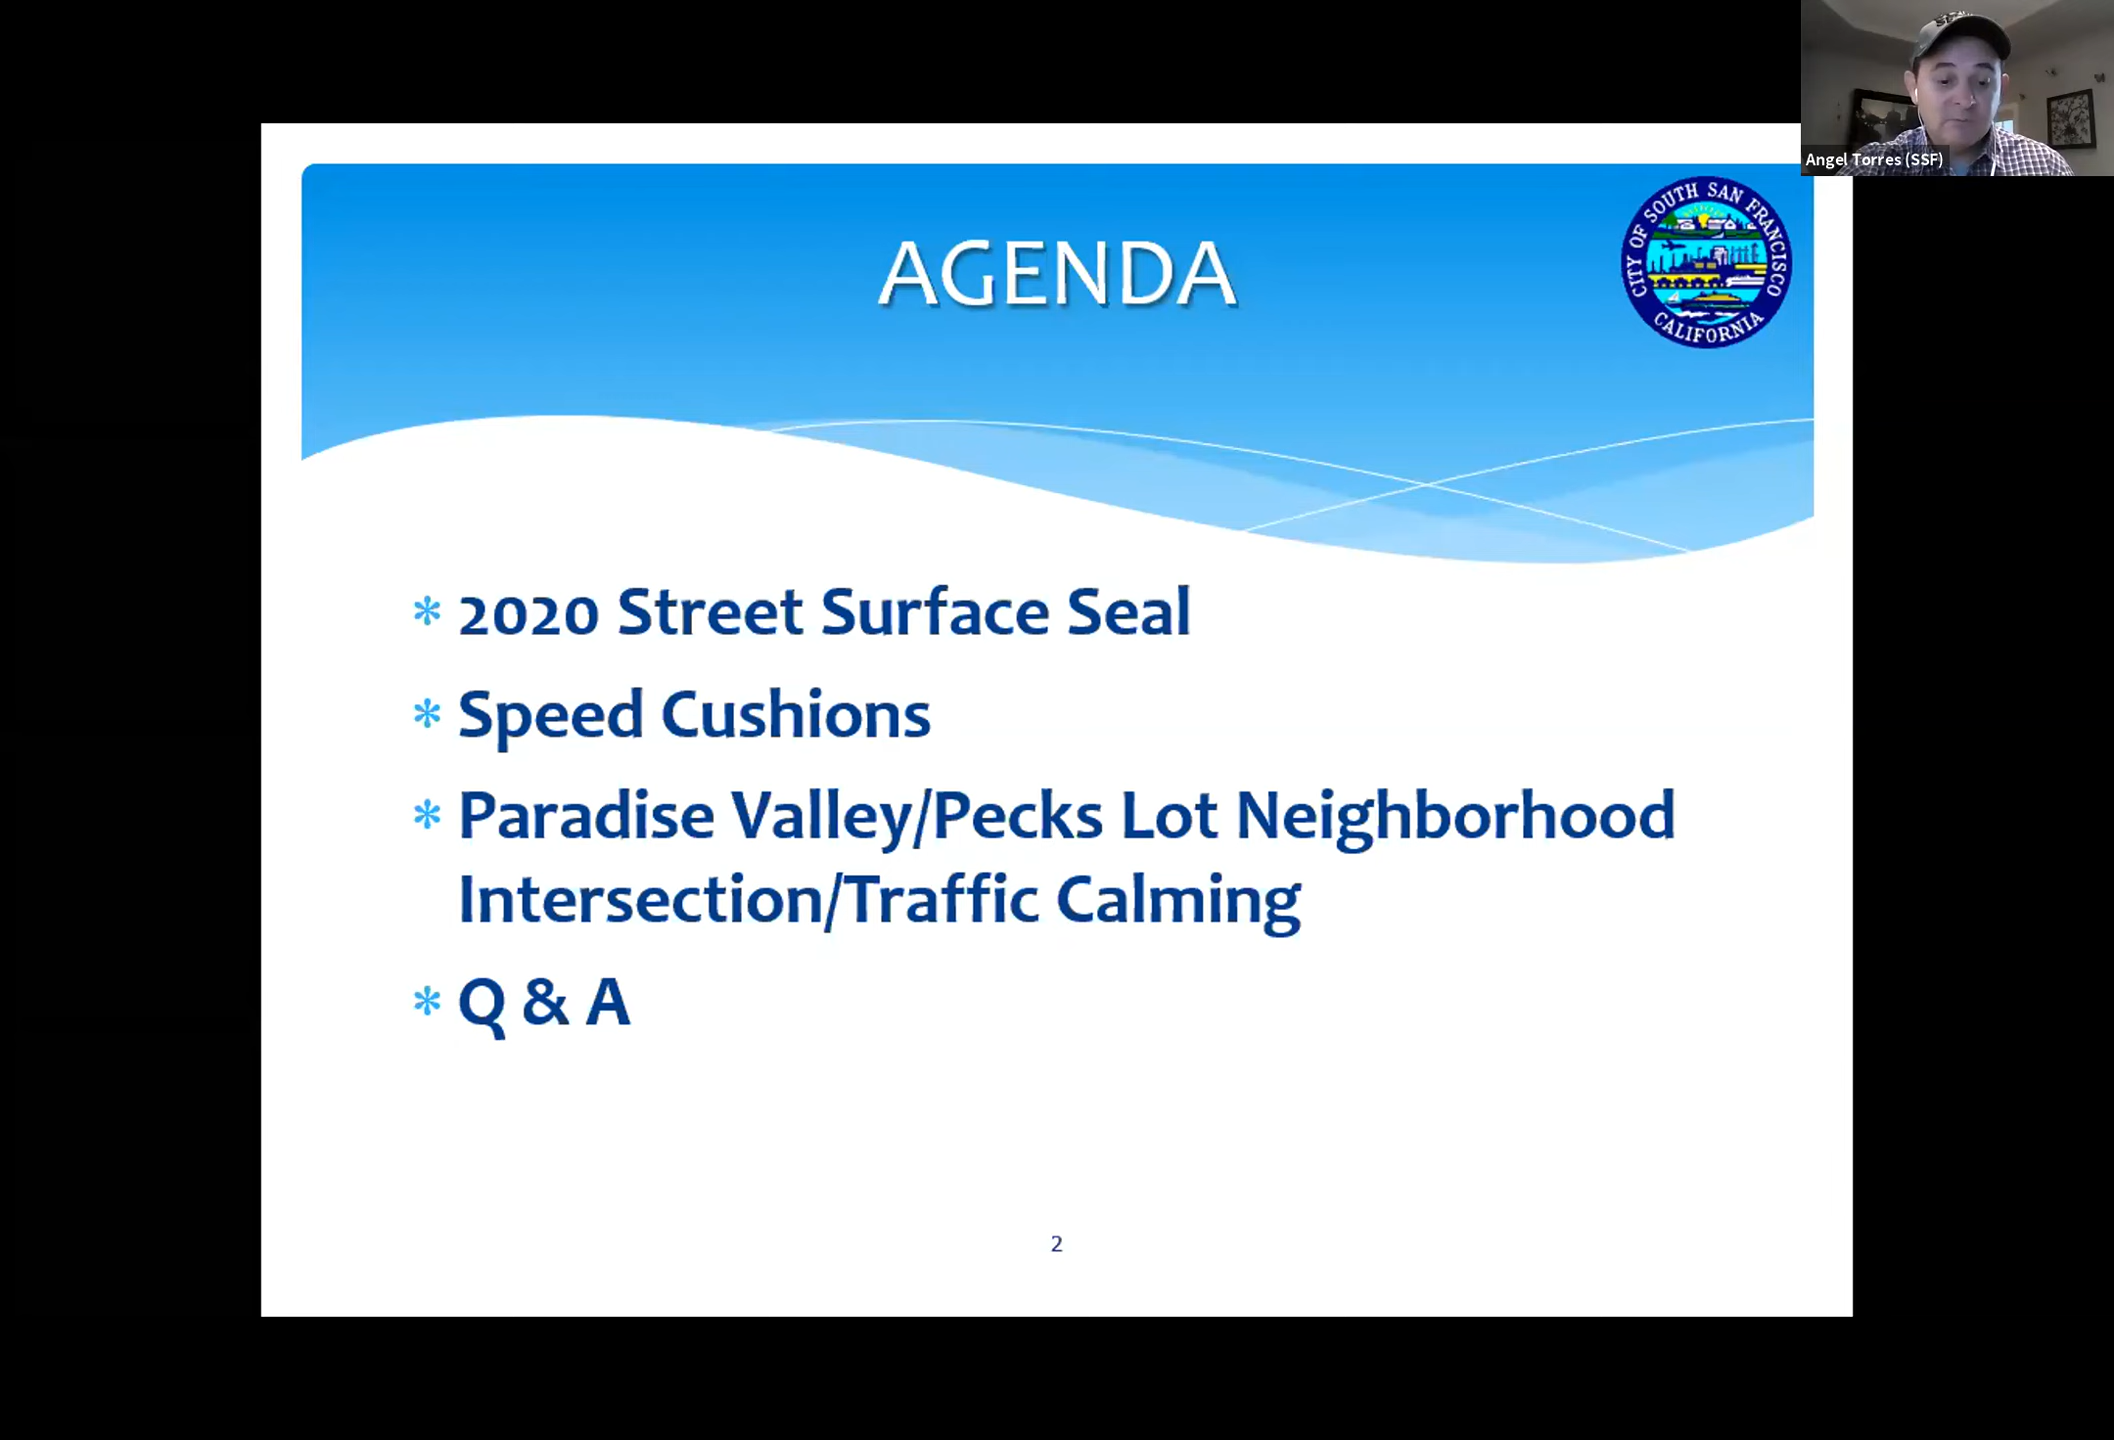 Angel Torres (SSF)
CITY OF SOUTH SAN FRANCISCO
CALIFORNIA
AGENDA
* 2020 Street Surface Seal
* Speed Cushions
* Paradise Valley/Pecks Lot Neighborhood
Intersection/Traffic Calming
* Q & A
2